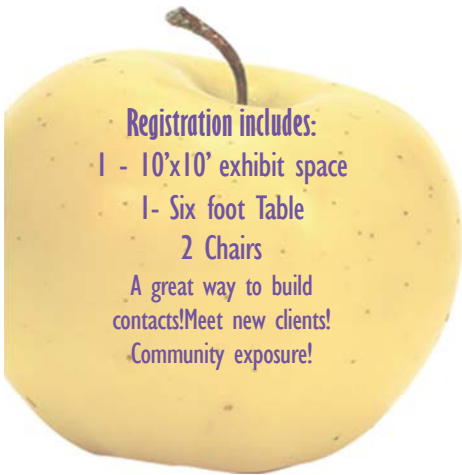 Registration includes:
1 - 10’x10’ exhibit space
1- Six foot Table
2 Chairs
A great way to build
contacts!Meet new clients!
Community exposure!